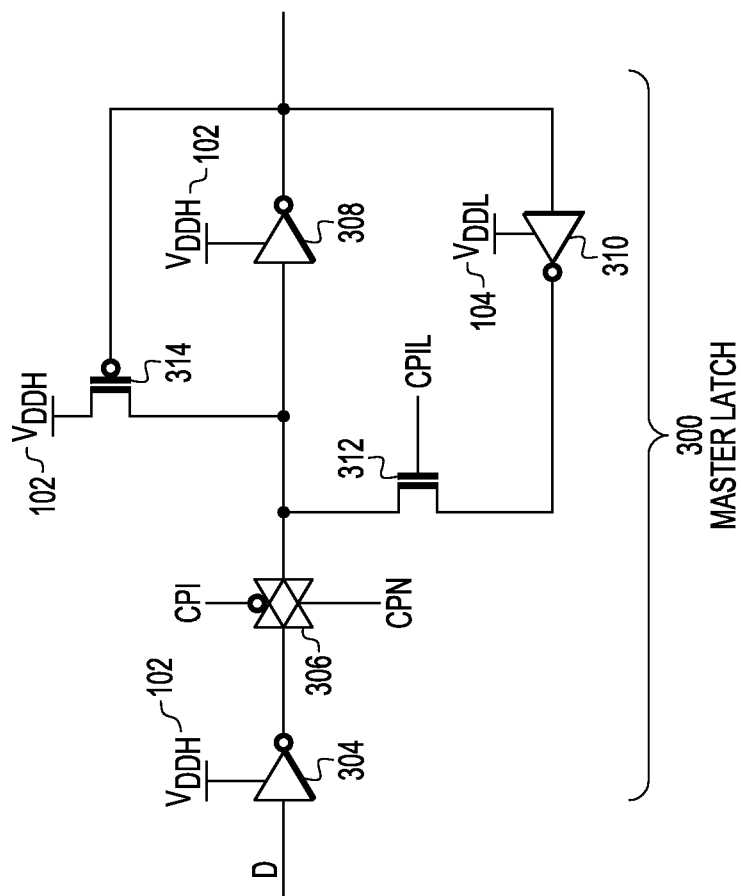 102 VDDH
314
VDDH 102
308
104 VDDL
310
312
CPIL
CPI
CPN
306
VDDH 102
304
D
300
MASTER LATCH